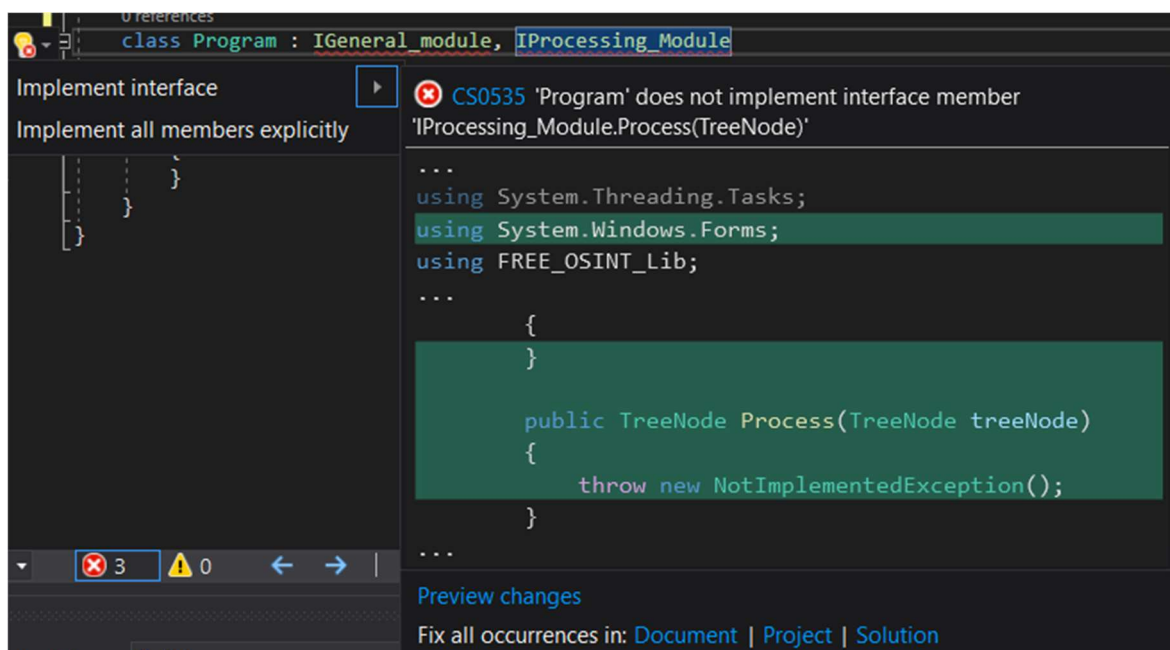 0 references
class Program : IGeneral_module, IProcessing_Module
Implement interface
Implement all members explicitly
{
}
}
}
CS0535 'Program' does not implement interface member
'IProcessing_Module.Process(TreeNode)'
...
using System.Threading.Tasks;
using System.Windows.Forms;
using FREE_OSINT_Lib;
...
{
}
public TreeNode Process(TreeNode treeNode)
{
throw new NotImplementedException();
}
...
Preview changes
Fix all occurrences in: Document | Project | Solution
3 0